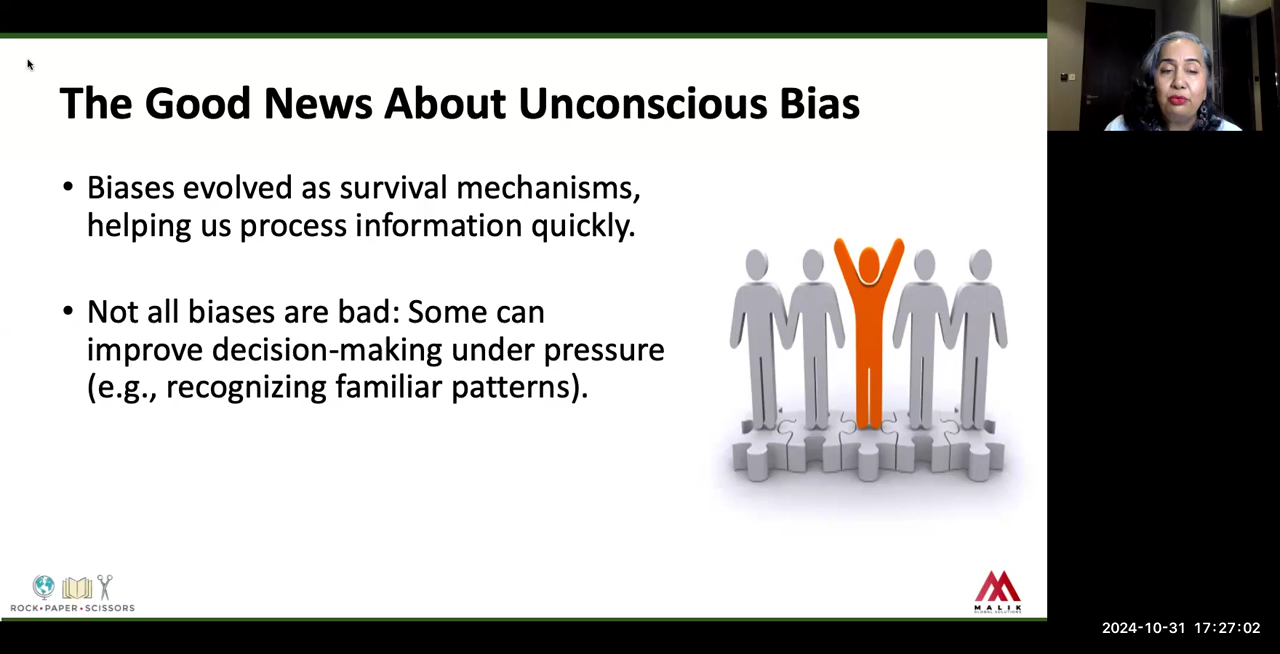 The Good News About Unconscious Bias
• Biases evolved as survival mechanisms,
helping us process information quickly.
• Not all biases are bad: Some can
improve decision-making under pressure
(e.g., recognizing familiar patterns).
ROCK•PAPER•SCISSORS
MALIK
GLOBAL SOLUTIONS
2024-10-31 17:27:02